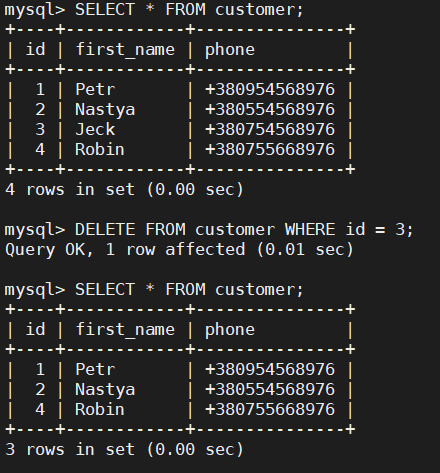 mysql> SELECT * FROM customer;
+----+------------+---------------+
| id | first_name | phone         |
+----+------------+---------------+
|  1 | Petr       | +380954568976 |
|  2 | Nastya     | +380554568976 |
|  3 | Jeck       | +380754568976 |
|  4 | Robin      | +380755668976 |
+----+------------+---------------+
4 rows in set (0.00 sec)

mysql> DELETE FROM customer WHERE id = 3;
Query OK, 1 row affected (0.01 sec)

mysql> SELECT * FROM customer;
+----+------------+---------------+
| id | first_name | phone         |
+----+------------+---------------+
|  1 | Petr       | +380954568976 |
|  2 | Nastya     | +380554568976 |
|  4 | Robin      | +380755668976 |
+----+------------+---------------+
3 rows in set (0.00 sec)